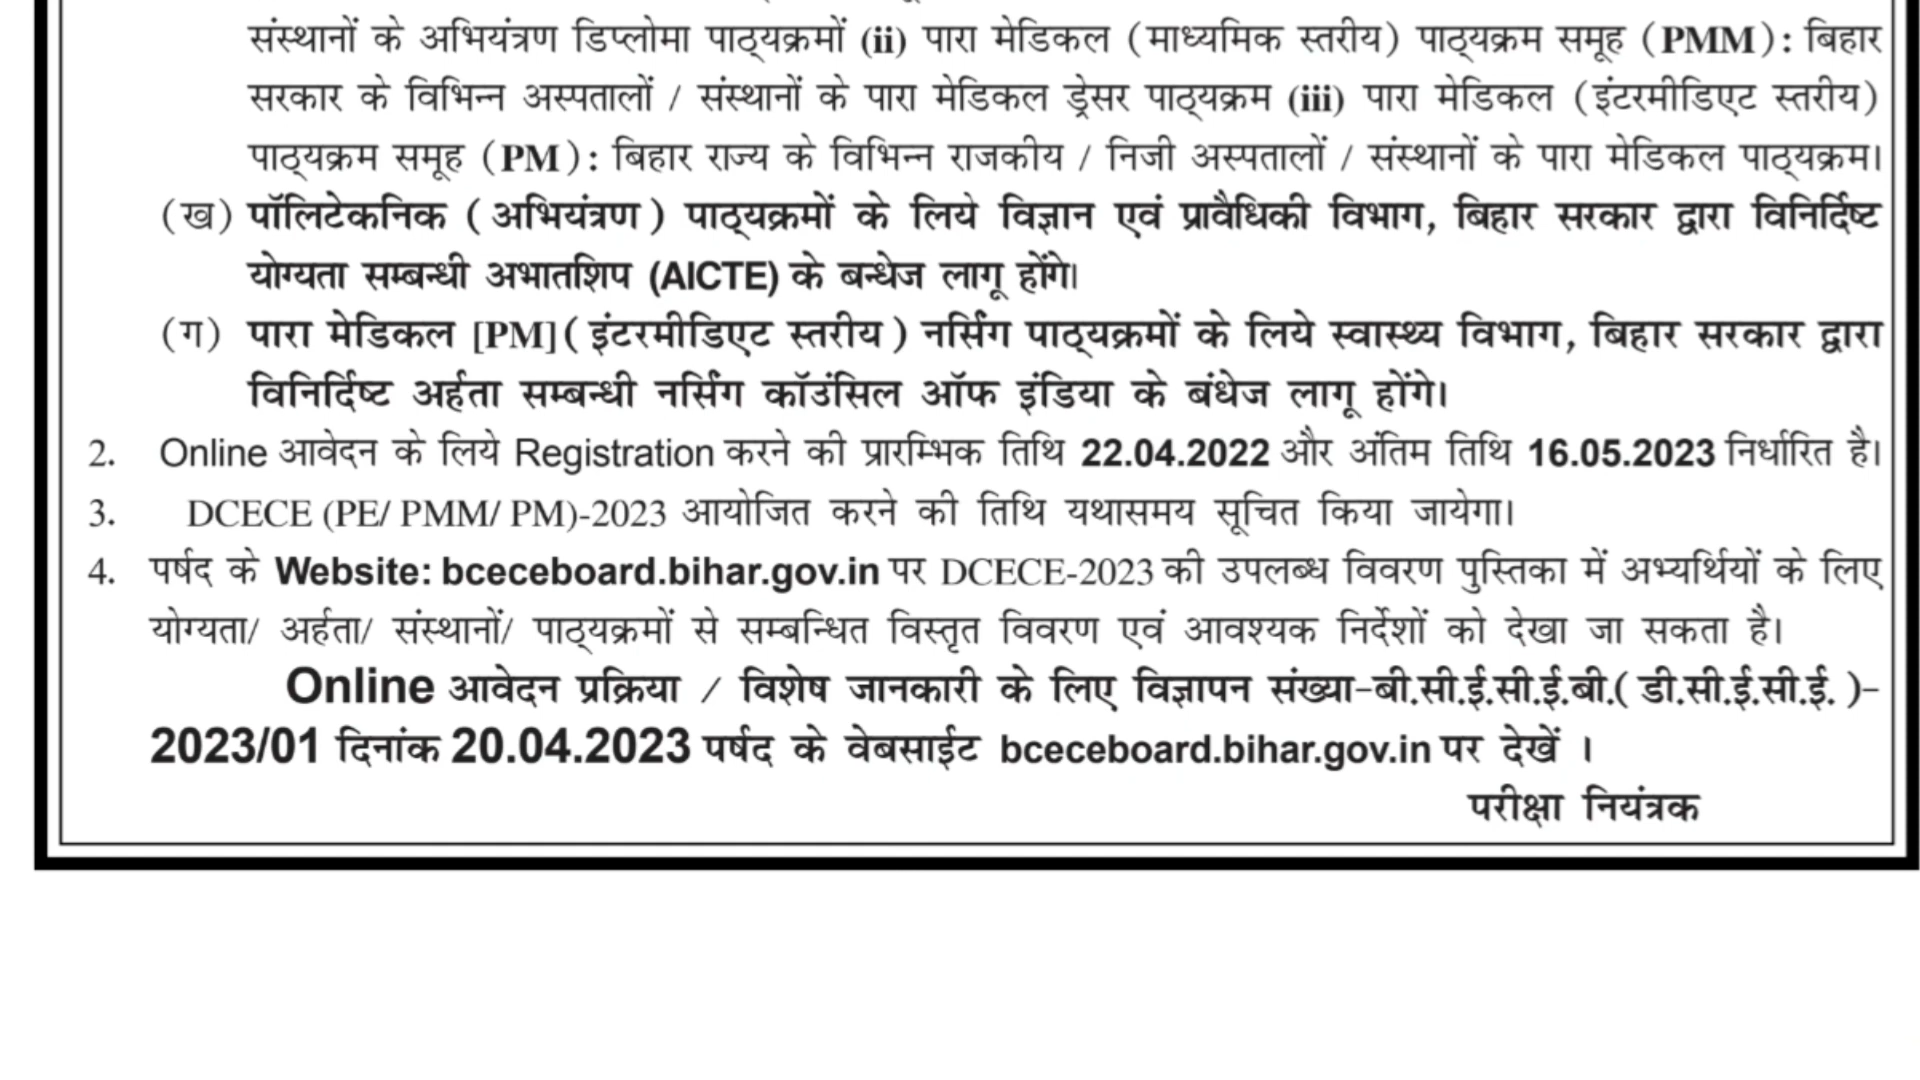 संस्थानों के अभियंत्रण डिप्लोमा पाठ्यक्रमों (ii) पारा मेडिकल (माध्यमिक स्तरीय) पाठ्यक्रम समूह (PMM): बिहार
सरकार के विभिन्न अस्पतालों / संस्थानों के पारा मेडिकल ड्रेसर पाठ्यक्रम (iii) पारा मेडिकल (इंटरमीडिएट स्तरीय)
पाठ्यक्रम समूह (PM): बिहार राज्य के विभिन्न राजकीय / निजी अस्पतालों / संस्थानों के पारा मेडिकल पाठ्यक्रम।
(ख) पॉलिटेकनिक (अभियंत्रण) पाठ्यक्रमों के लिये विज्ञान एवं प्रावैधिकी विभाग, बिहार सरकार द्वारा विनिर्दिष्ट
योग्यता सम्बन्धी अभातशिप (AICTE) के बन्धेज लागू होंगे।
(ग) पारा मेडिकल [PM] (इंटरमीडिएट स्तरीय) नर्सिंग पाठ्यक्रमों के लिये स्वास्थ्य विभाग, बिहार सरकार द्वारा
विनिर्दिष्ट अर्हता सम्बन्धी नर्सिंग कॉउंसिल ऑफ इंडिया के बंधेज लागू होंगे।
2. Online आवेदन के लिये Registration करने की प्रारम्भिक तिथि 22.04.2022 और अंतिम तिथि 16.05.2023 निर्धारित है।
3. DCECE (PE/ PMM/ PM)-2023 आयोजित करने की तिथि यथासमय सूचित किया जायेगा।
4. पर्षद के Website: bceceboard.bihar.gov.in पर DCECE-2023 की उपलब्ध विवरण पुस्तिका में अभ्यर्थियों के लिए
योग्यता/ अर्हता/ संस्थानों/ पाठ्यक्रमों से सम्बन्धित विस्तृत विवरण एवं आवश्यक निर्देशों को देखा जा सकता है।
Online आवेदन प्रक्रिया / विशेष जानकारी के लिए विज्ञापन संख्या-बी.सी.ई.सी.ई.बी.(डी.सी.ई.सी.ई.)-
2023/01 दिनांक 20.04.2023 पर्षद के वेबसाईट bceceboard.bihar.gov.in पर देखें ।
परीक्षा नियंत्रक